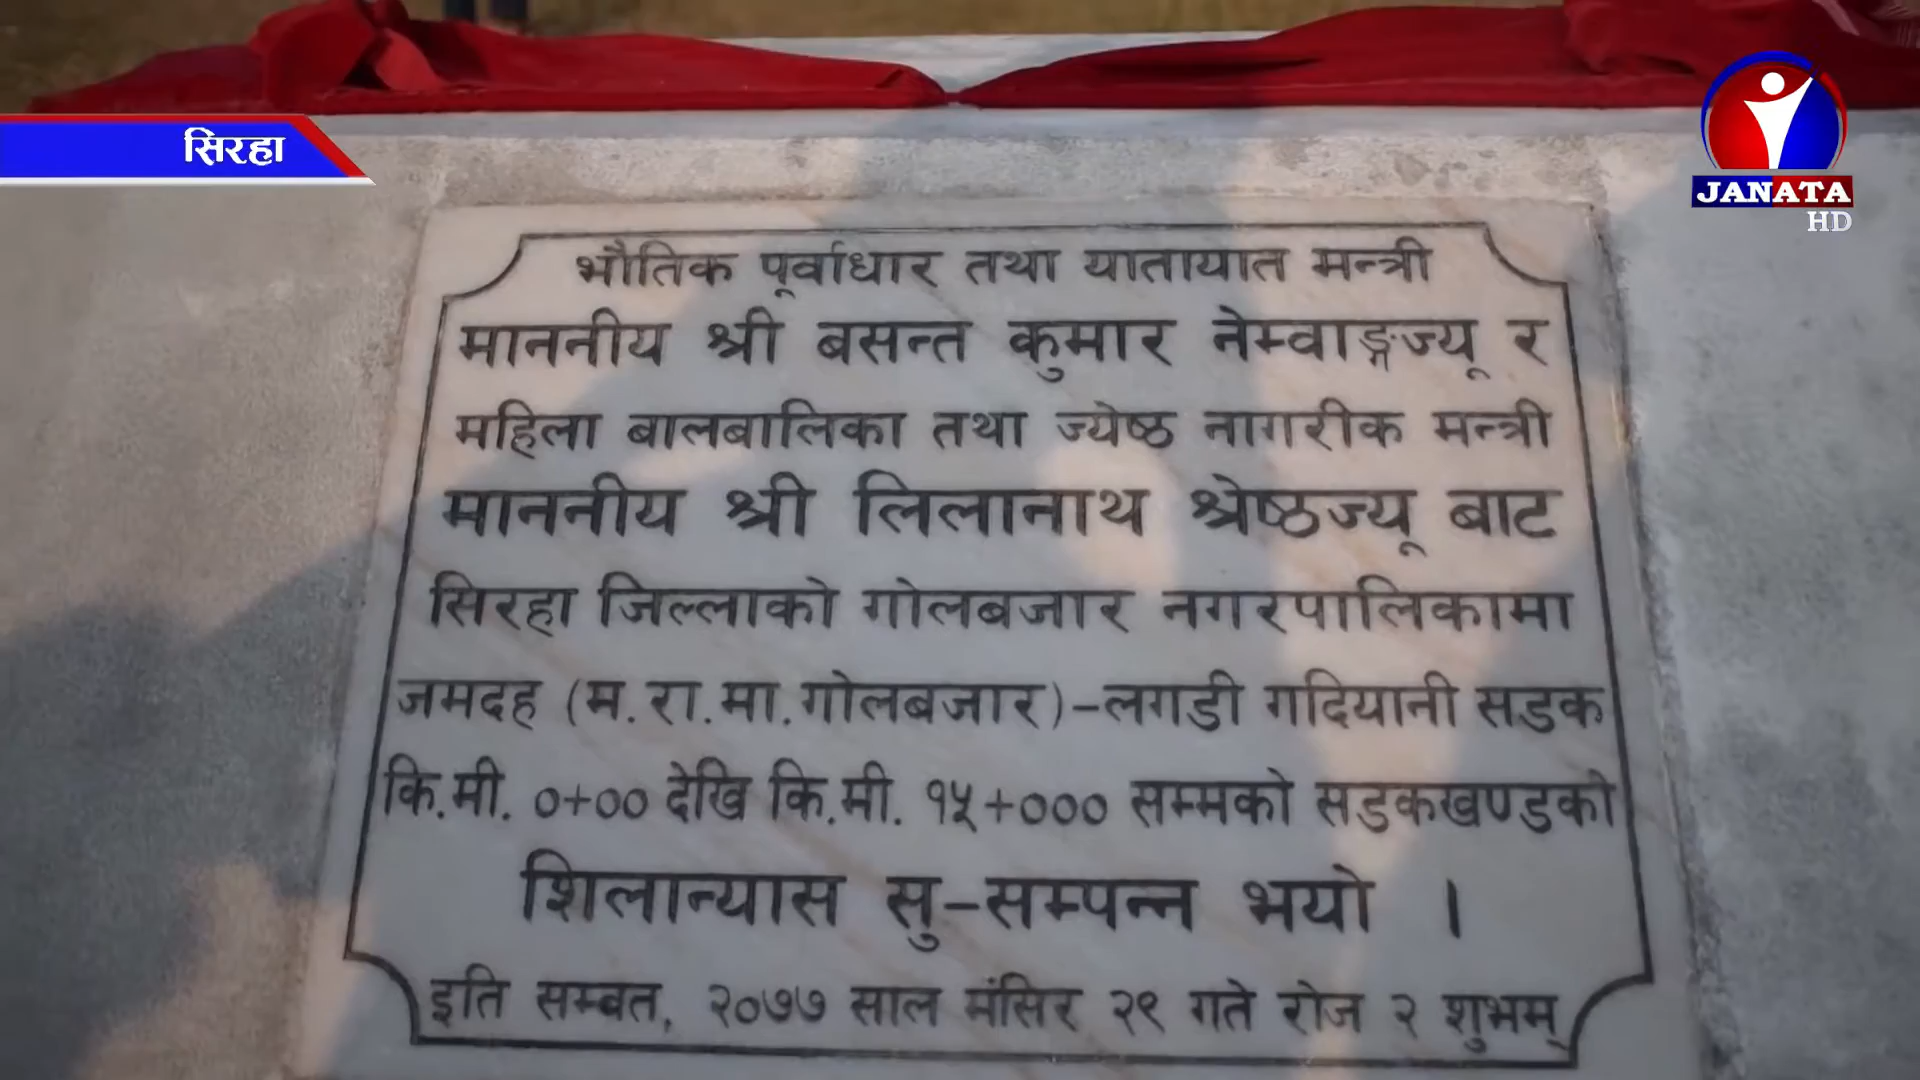 सिरहा
JANATA
HD
भौतिक पूर्वाधार तथा यातायात मन्त्री
माननीय श्री बसन्त कुमार नेम्वाङ्गज्यू र
महिला बालबालिका तथा ज्येष्ठ नागरीक मन्त्री
माननीय श्री लिलानाथ श्रेष्ठज्यू बाट
सिरहा जिल्लाको गोलबजार नगरपालिकामा
जमदह (म.रा.मा.गोलबजार)-लगडी गदियानी सडक
कि.मी. ०+०० देखि कि.मी. १५+००० सम्मको सडकखण्डको
शिलान्यास सु-सम्पन्न भयो ।
इति सम्बत, २०७७ साल मंसिर २९ गते रोज २ शुभम्